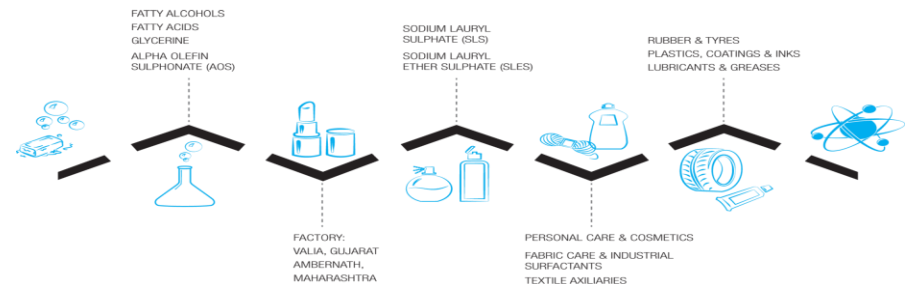 FATTY ALCOHOLS
FATTY ACIDS
GLYCERINE
ALPHA OLEFIN
SULPHONATE (AOS)
SODIUM LAURYL
SULPHATE (SLS)
SODIUM LAURYL
ETHER SULPHATE (SLES)
RUBBER & TYRES
PLASTICS, COATINGS & INKS
LUBRICANTS & GREASES
FACTORY:
VALIA, GUJARAT
AMBERNATH,
MAHARASHTRA
PERSONAL CARE & COSMETICS
FABRIC CARE & INDUSTRIAL
SURFACTANTS
TEXTILE AXILIARIES